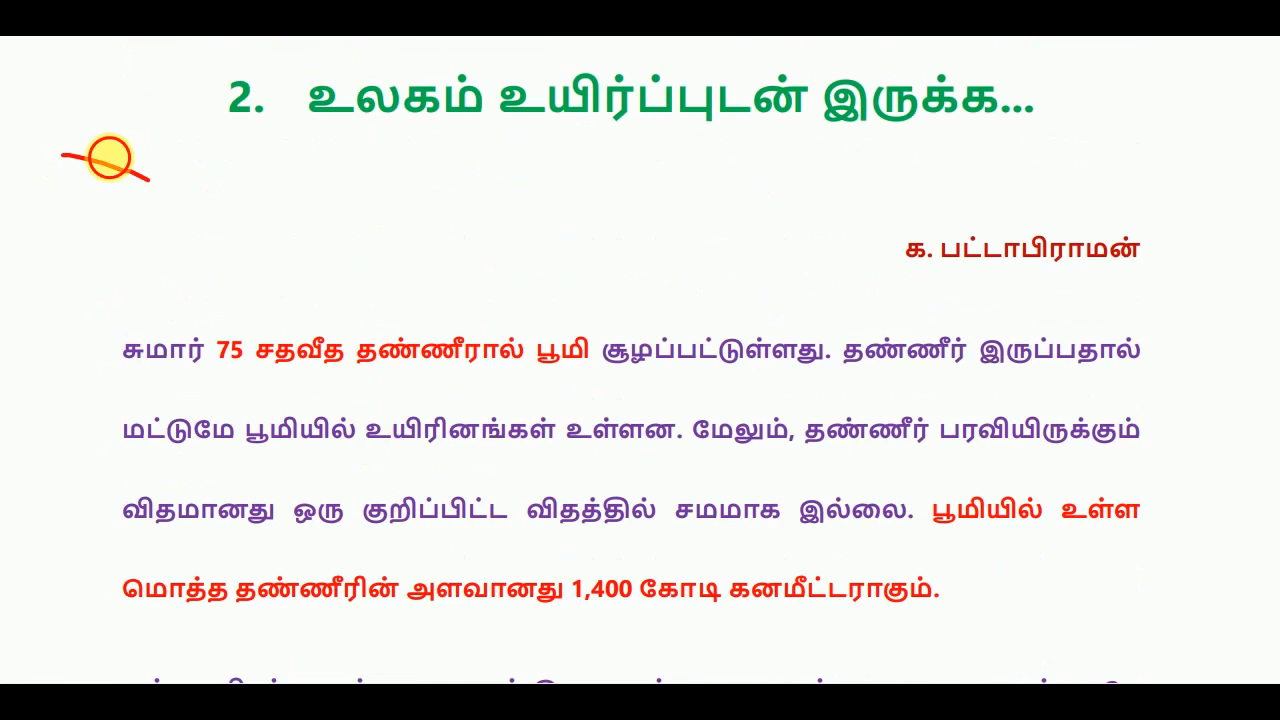 2. உலகம் உயிர்ப்புடன் இருக்க...
க. பட்டாபிராமன்
சுமார் 75 சதவீத தண்ணீரால் பூமி சூழப்பட்டுள்ளது. தண்ணீர் இருப்பதால்
மட்டுமே பூமியில் உயிரினங்கள் உள்ளன. மேலும், தண்ணீர் பரவியிருக்கும்
விதமானது ஒரு குறிப்பிட்ட விதத்தில் சமமாக இல்லை. பூமியில் உள்ள
மொத்த தண்ணீரின் அளவானது 1,400 கோடி கனமீட்டராகும்.